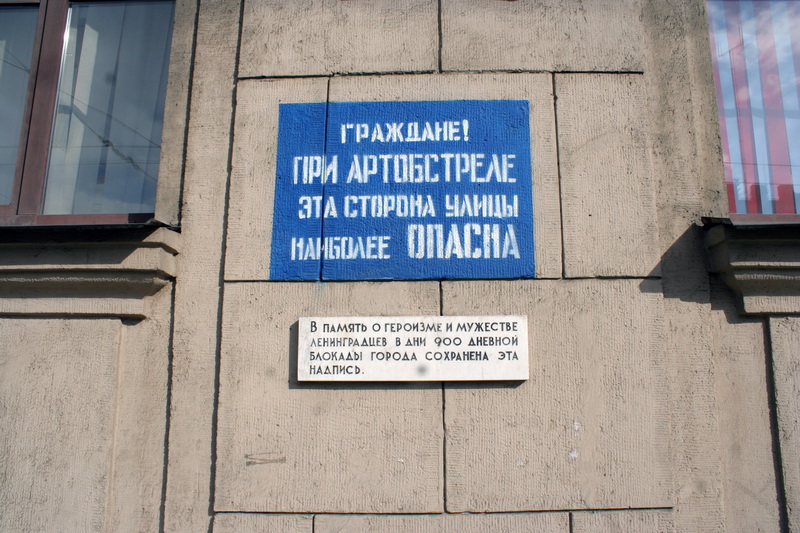 ГРАЖДАНЕ!
ПРИ АРТОБСТРЕЛЕ
ЭТА СТОРОНА УЛИЦЫ
НАИБОЛЕЕ ОПАСНА
В ПАМЯТЬ О ГЕРОИЗМЕ И МУЖЕСТВЕ
ЛЕНИНГРАДЦЕВ В ДНИ 900 ДНЕВНОЙ
БЛОКАДЫ ГОРОДА СОХРАНЕНА ЭТА
НАДПИСЬ.